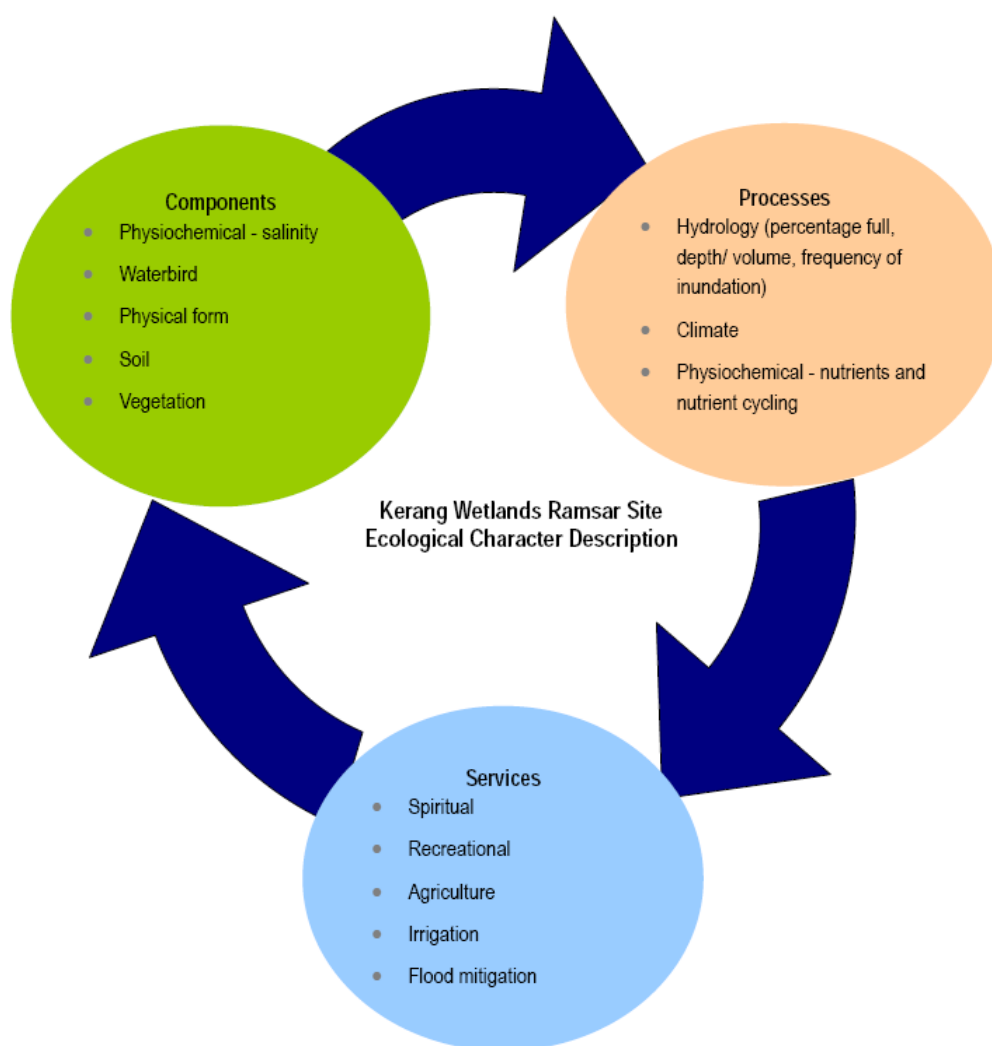 Components
Physiochemical - salinity
Waterbird
Physical form
Soil
Vegetation
Processes
Hydrology (percentage full,
depth/ volume, frequency of
inundation)
Climate
Physiochemical - nutrients and
nutrient cycling
Kerang Wetlands Ramsar Site
Ecological Character Description
Services
Spiritual
Recreational
Agriculture
Irrigation
Flood mitigation